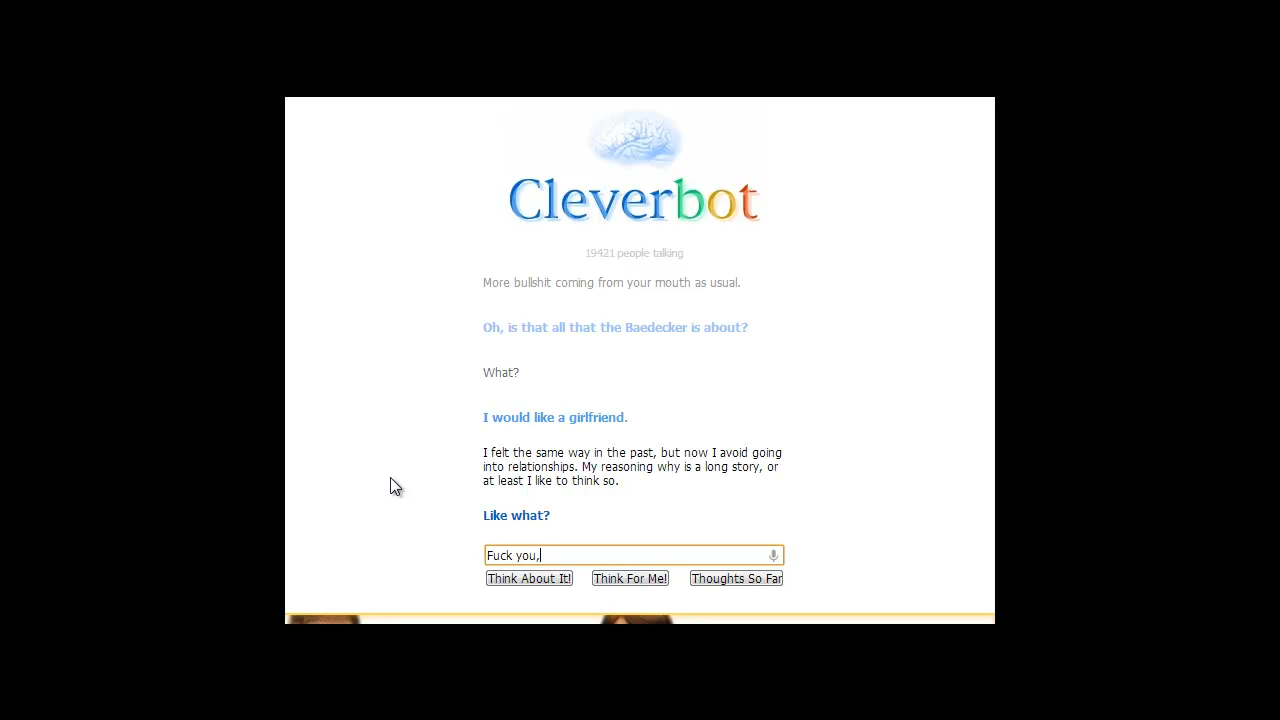 Cleverbot
19421 people talking
More bullshit coming from your mouth as usual.
Oh, is that all that the Baedecker is about?
What?
I would like a girlfriend.
I felt the same way in the past, but now I avoid going
into relationships. My reasoning why is a long story, or
at least I like to think so.
Like what?
Fuck you,
Think About It! Think For Me! Thoughts So Far